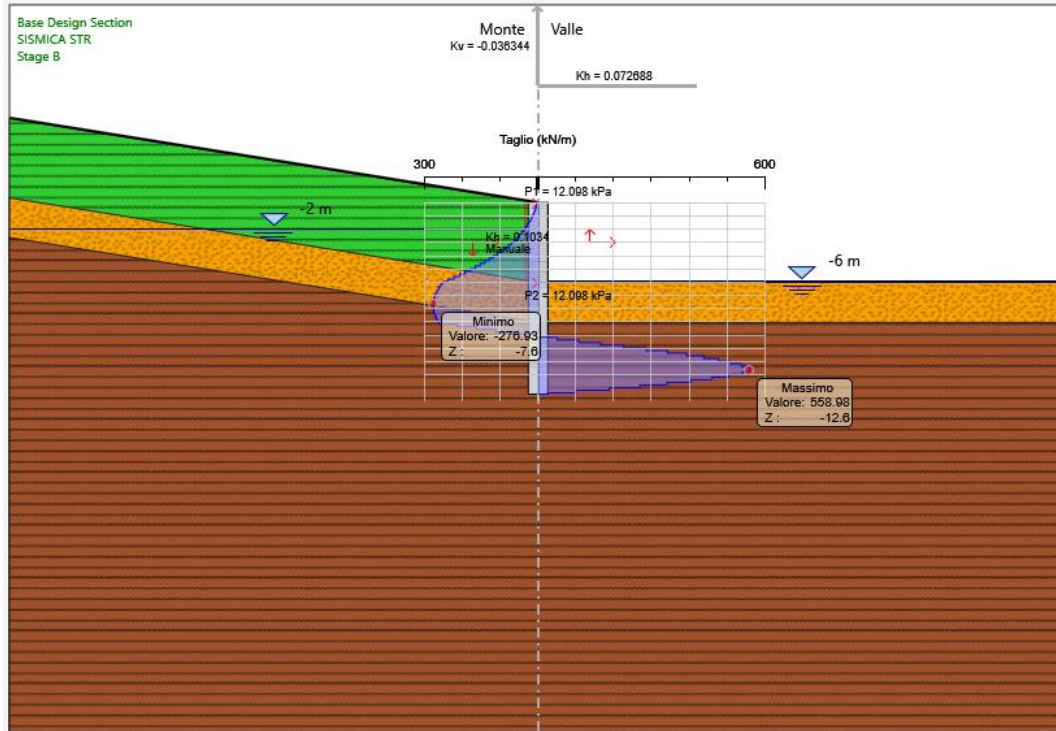 Base Design Section
SISMICA STR
Stage B
Monte
Valle
Kv = -0.036344
Kh = 0.072688
Taglio (kN/m)
300
600
P1 = 12.098 kPa
-2 m
Kh = 0.1034
Manuale
-6 m
P2 = 12.098 kPa
Minimo
Valore: -276.93
Z : -7.6
Massimo
Valore: 558.98
Z : -12.6